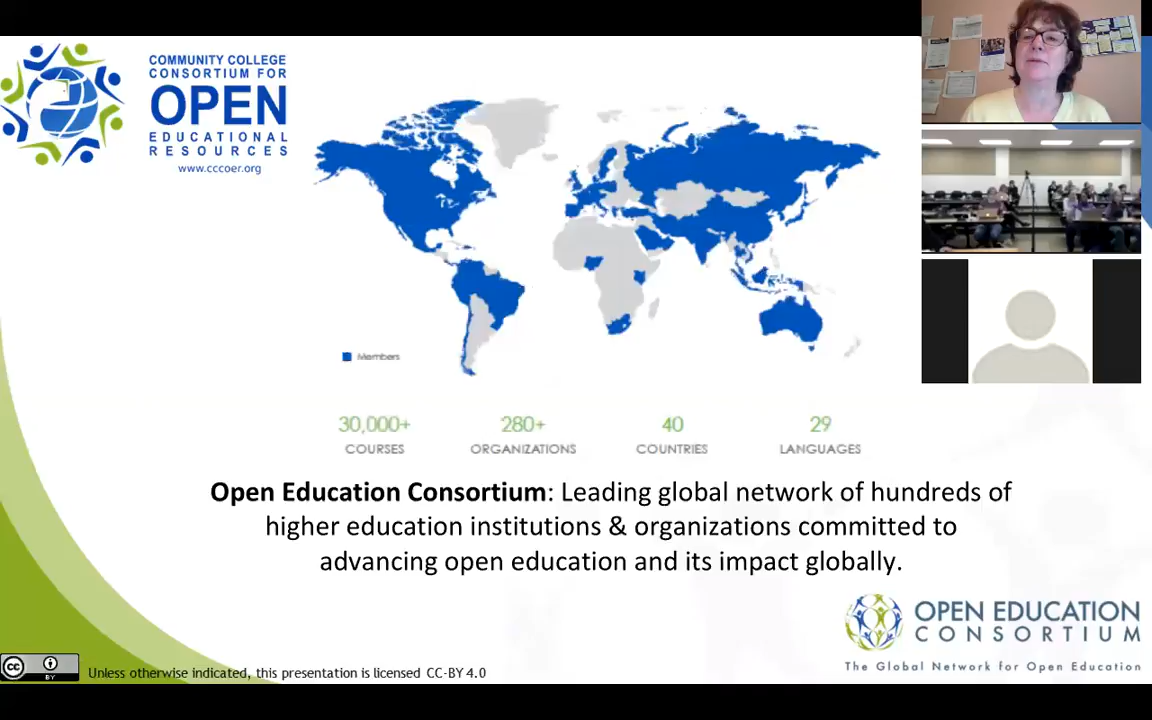 COMMUNITY COLLEGE
CONSORTIUM FOR
OPEN
EDUCATIONAL
RESOURCES
www.cccoer.org
Members
30,000+
COURSES
280+
ORGANIZATIONS
40
COUNTRIES
29
LANGUAGES
Open Education Consortium: Leading global network of hundreds of
higher education institutions & organizations committed to
advancing open education and its impact globally.
OPEN EDUCATION
CONSORTIUM
The Global Network for Open Education
cc
BY
Unless otherwise indicated, this presentation is licensed CC-BY 4.0